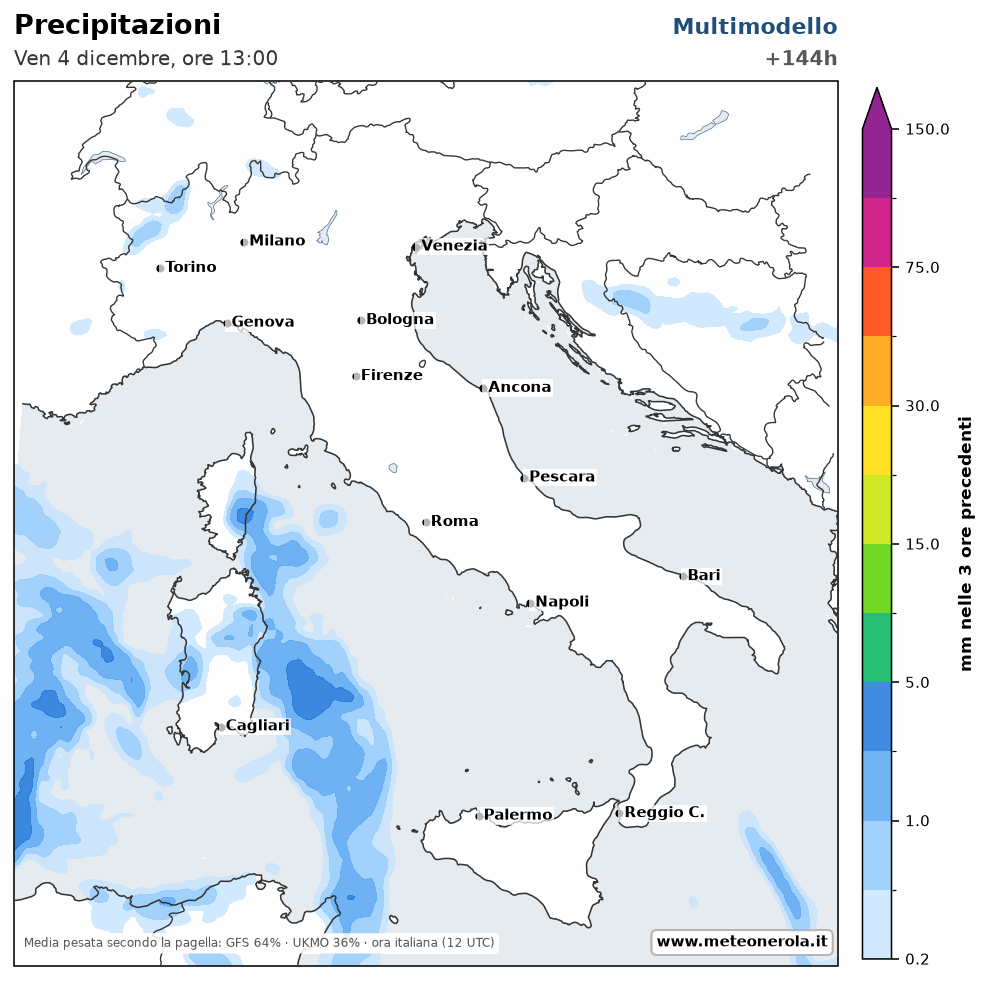 Precipitazioni
Multimodello
Ven 4 dicembre, ore 13:00
+144h
150.0
75.0
30.0
15.0
5.0
1.0
0.2
mm nelle 3 ore precedenti
Milano
Venezia
Torino
Genova
Bologna
Firenze
Ancona
Pescara
Roma
Bari
Napoli
Cagliari
Palermo
Reggio C.
Media pesata secondo la pagella: GFS 64% · UKMO 36% · ora italiana (12 UTC)
www.meteonerola.it